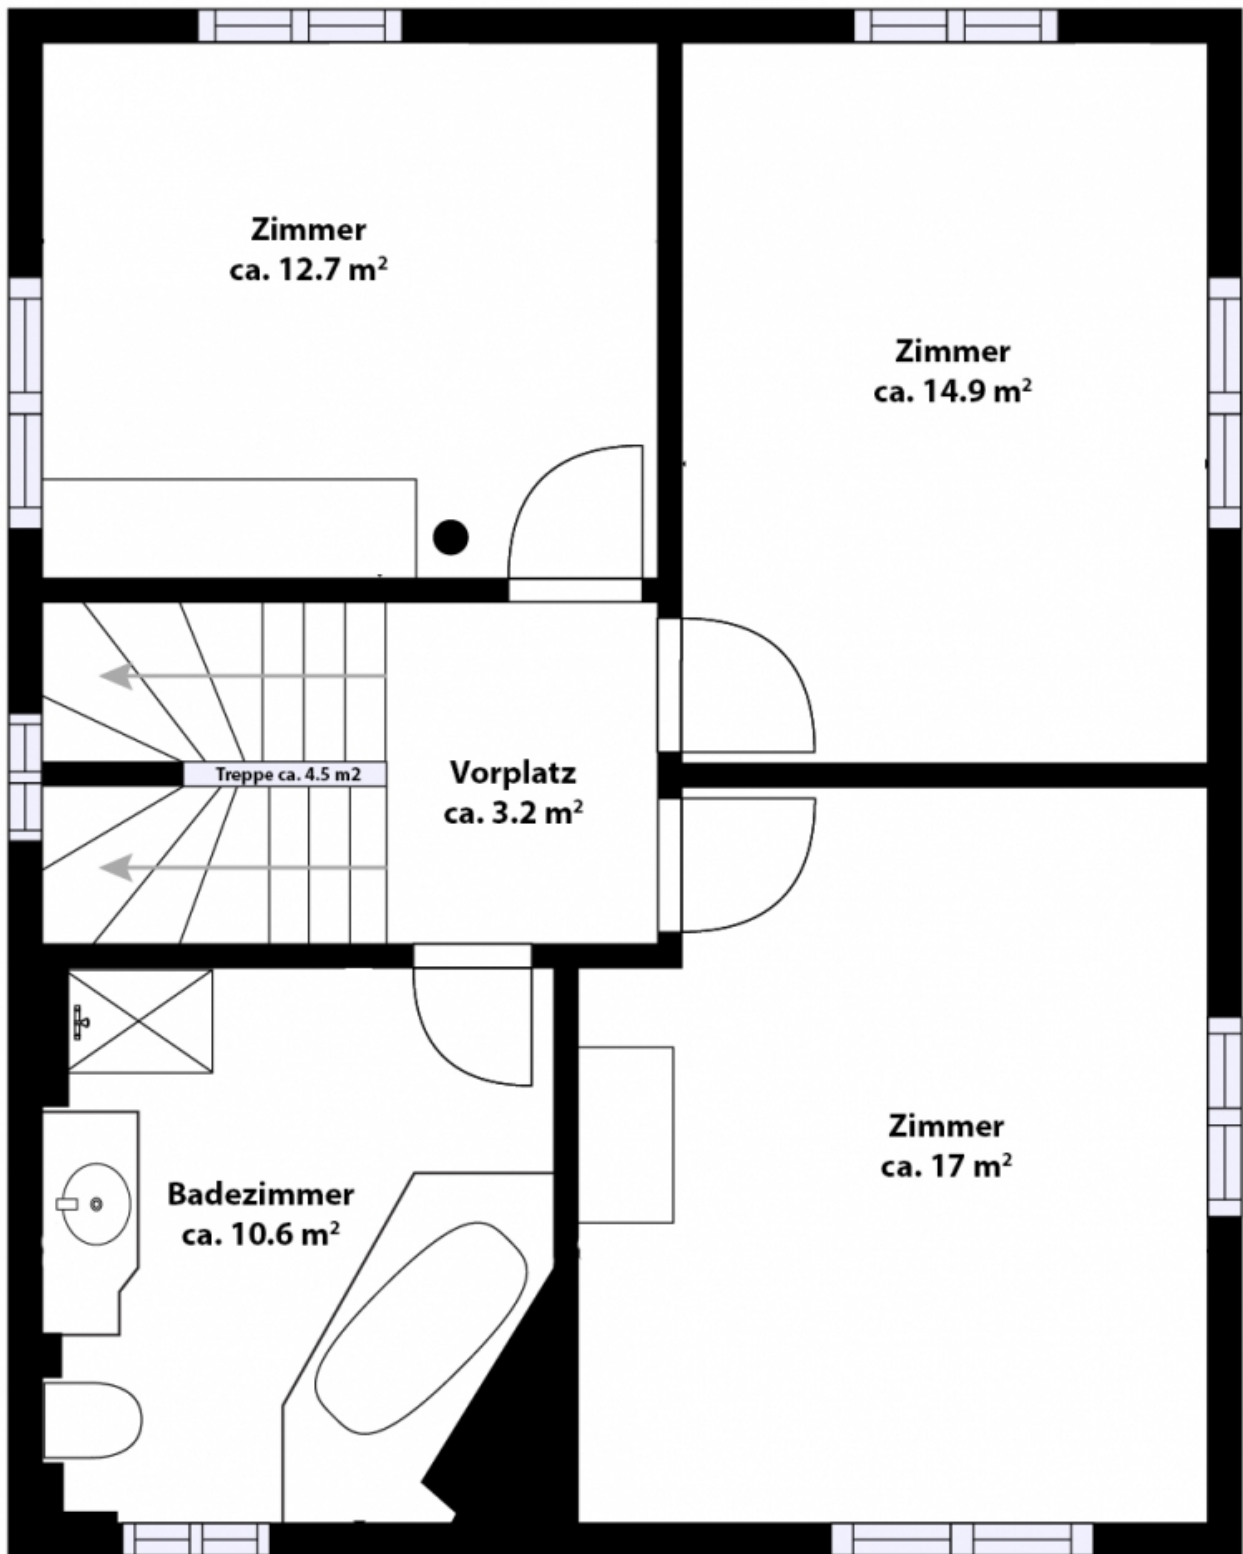 Zimmer
ca. 12.7 m²
Zimmer
ca. 14.9 m²
Treppe ca. 4.5 m2
Vorplatz
ca. 3.2 m²
Zimmer
ca. 17 m²
Badezimmer
ca. 10.6 m²